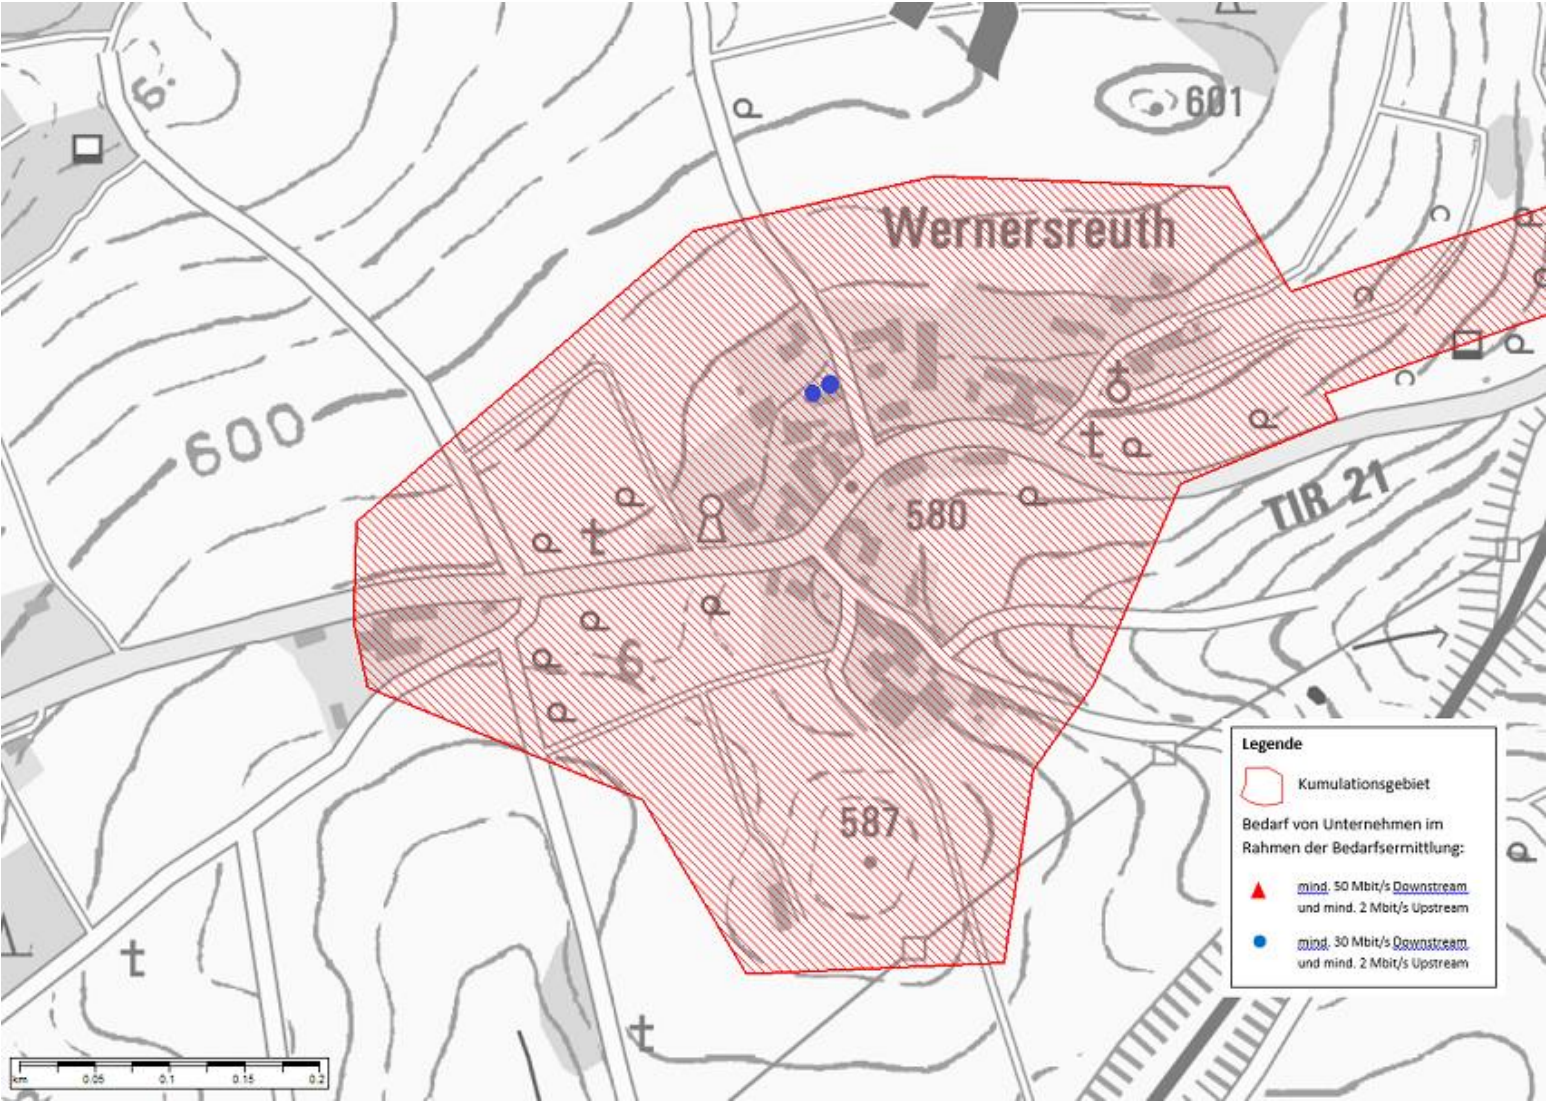 601
Wernersreuth
600
580
TIR 21
587
6.
6.
Legende
Kumulationsgebiet
Bedarf von Unternehmen im
Rahmen der Bedarfsermittlung:
mind. 50 Mbit/s Downstream
und mind. 2 Mbit/s Upstream
mind. 30 Mbit/s Downstream
und mind. 2 Mbit/s Upstream
km 0.05 0.1 0.15 0.2